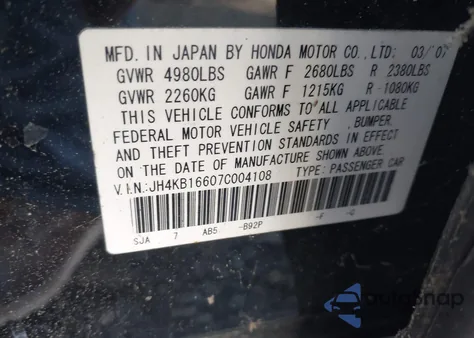 MFD. IN JAPAN BY HONDA MOTOR CO., LTD: 03/07
GVWR 4980LBS GAWR F 2680LBS R 2380LBS
GVWR 2260KG GAWR F 1215KG R 1080KG
THIS VEHICLE CONFORMS TO ALL APPLICABLE
FEDERAL MOTOR VEHICLE SAFETY, BUMPER,
AND THEFT PREVENTION STANDARDS IN EFFECT
ON THE DATE OF MANUFACTURE SHOWN ABOVE.
V.I.N.:JH4KB16607C004108 TYPE: PASSENGER CAR
SJA 7 AB5 -B92P -F -G
AutoSnap